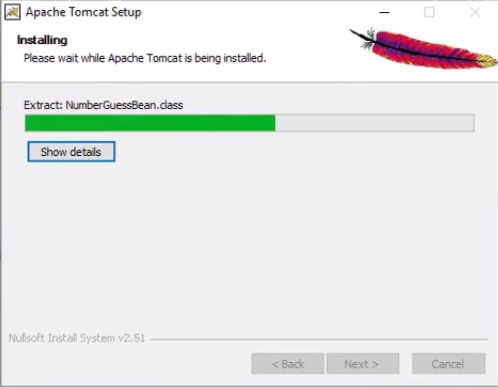 Apache Tomcat Setup
Installing
Please wait while Apache Tomcat is being installed.
Extract: NumberGuessBean.class
Show details
Nullsoft Install System v2.51
< Back
Next >
Cancel